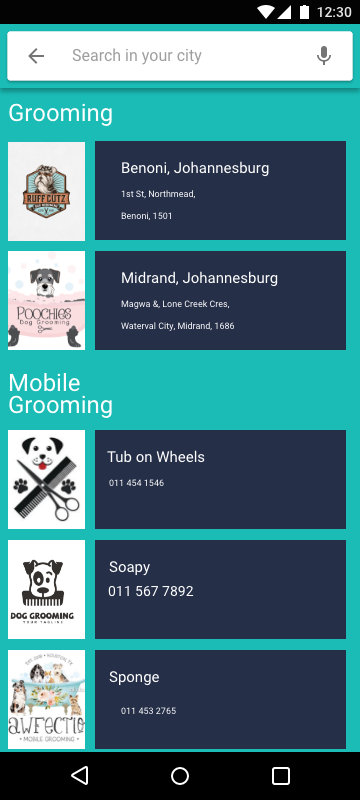 12:30
Search in your city
Grooming
RUFF CUTZ
Benoni, Johannesburg
1st St, Northmead,
Benoni, 1501
POOCHIES
Dog Grooming
Midrand, Johannesburg
Magwa &, Lone Creek Cres,
Waterval City, Midrand, 1686
Mobile
Grooming
Tub on Wheels
011 454 1546
DOG GROOMING
YOUR TAGLINE
Soapy
011 567 7892
AWFECTIO
• MOBILE GROOMING •
Sponge
011 453 2765